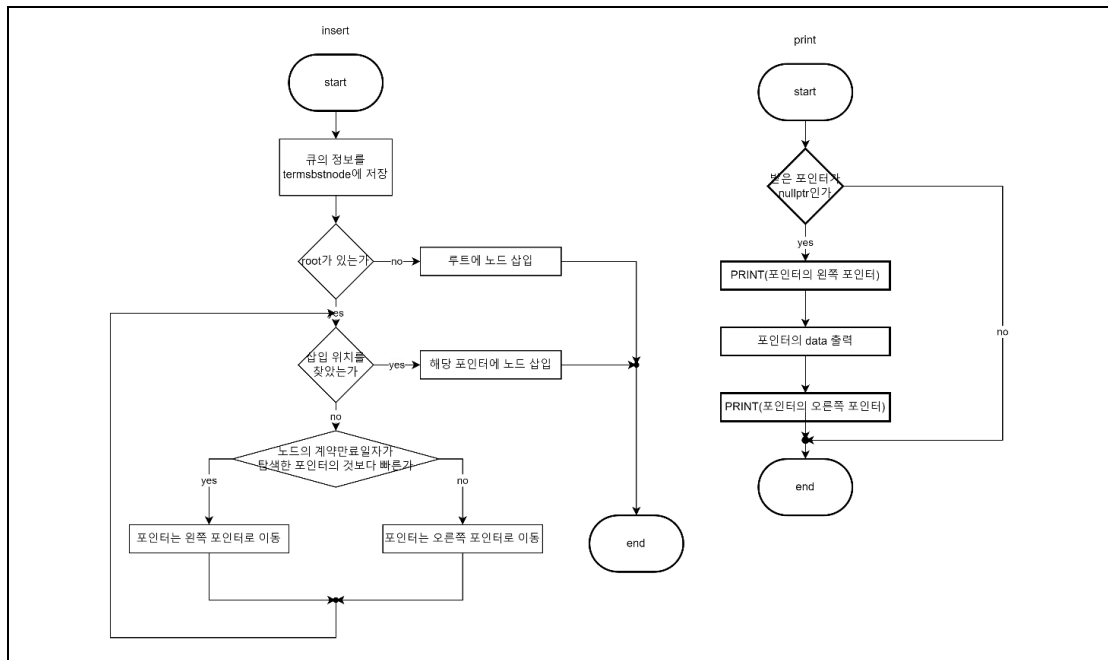 insert
start
큐의 정보를
termsbstnode에 저장
root가 있는가
no
루트에 노드 삽입
yes
삽입 위치를
찾았는가
yes
해당 포인터에 노드 삽입
no
노드의 계약만료일자가
탐색한 포인터의 것보다 빠른가
yes
no
포인터는 왼쪽 포인터로 이동
포인터는 오른쪽 포인터로 이동
end
print
start
받은 포인터가
nullptr인가
yes
no
PRINT(포인터의 왼쪽 포인터)
포인터의 data 출력
PRINT(포인터의 오른쪽 포인터)
end